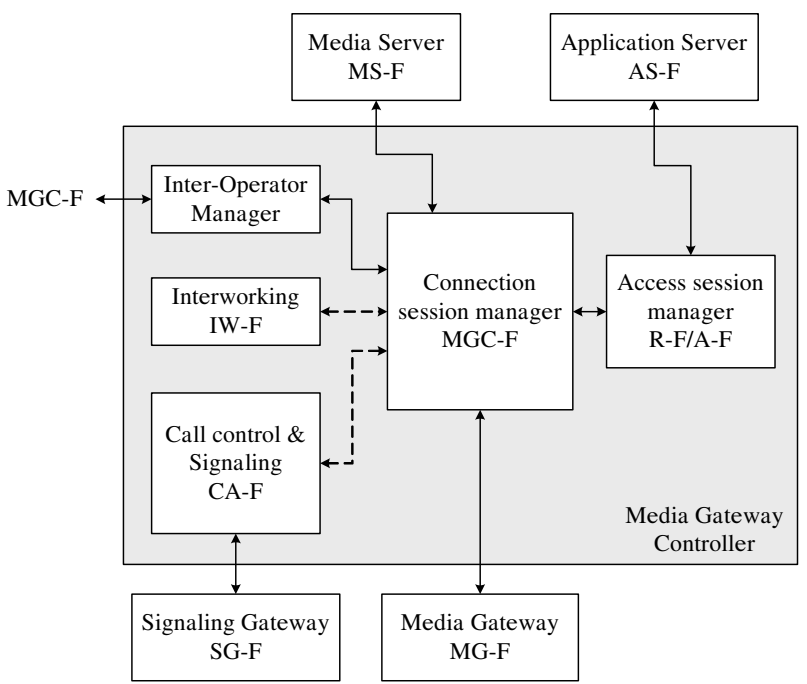 Media Server
MS-F
Application Server
AS-F
MGC-F
Inter-Operator
Manager
Interworking
IW-F
Connection
session manager
MGC-F
Access session
manager
R-F/A-F
Call control &
Signaling
CA-F
Media Gateway
Controller
Signaling Gateway
SG-F
Media Gateway
MG-F